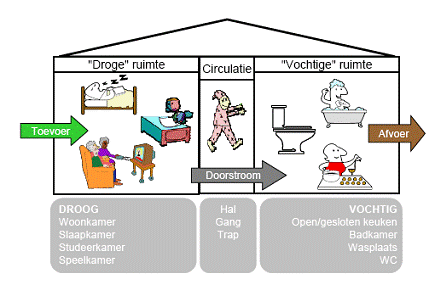 "Droge" ruimte
Circulatie
"Vochtige" ruimte
z z z
Toevoer
Afvoer
Doorstroom
DROOG
Woonkamer
Slaapkamer
Studeerkamer
Speelkamer
Hal
Gang
Trap
VOCHTIG
Open/gesloten keuken
Badkamer
Wasplaats
WC